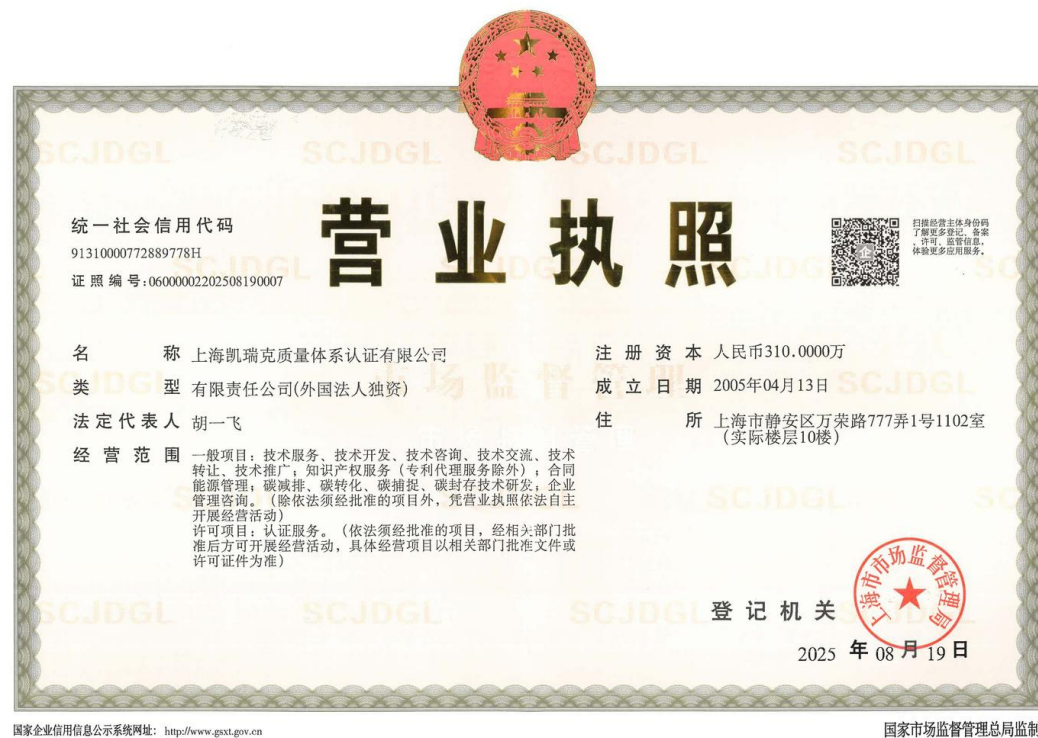 统一社会信用代码
91310000772889778H
证照编号:06000002202508190007
营业执照
扫描经营主体身份码
了解更多登记、备案
、许可、监管信息,
体验更多应用服务。
名 称 上海凯瑞克质量体系认证有限公司
类 型 有限责任公司(外国法人独资)
法定代表人 胡一飞
经营范围 一般项目:技术服务、技术开发、技术咨询、技术交流、技术
转让、技术推广;知识产权服务(专利代理服务除外);合同
能源管理;碳减排、碳转化、碳捕捉、碳封存技术研发;企业
管理咨询。(除依法须经批准的项目外,凭营业执照依法自主
开展经营活动)
许可项目:认证服务。(依法须经批准的项目,经相关部门批
准后方可开展经营活动,具体经营项目以相关部门批准文件或
许可证件为准)
注册资本 人民币310.0000万
成立日期 2005年04月13日
住 所 上海市静安区万荣路777弄1号1102室
(实际楼层10楼)
登记机关
上海市市场监督管理局
2025 年 08 月 19 日
国家企业信用信息公示系统网址: http://www.gsxt.gov.cn
国家市场监督管理总局监制
SCJDGL
市场监督管理